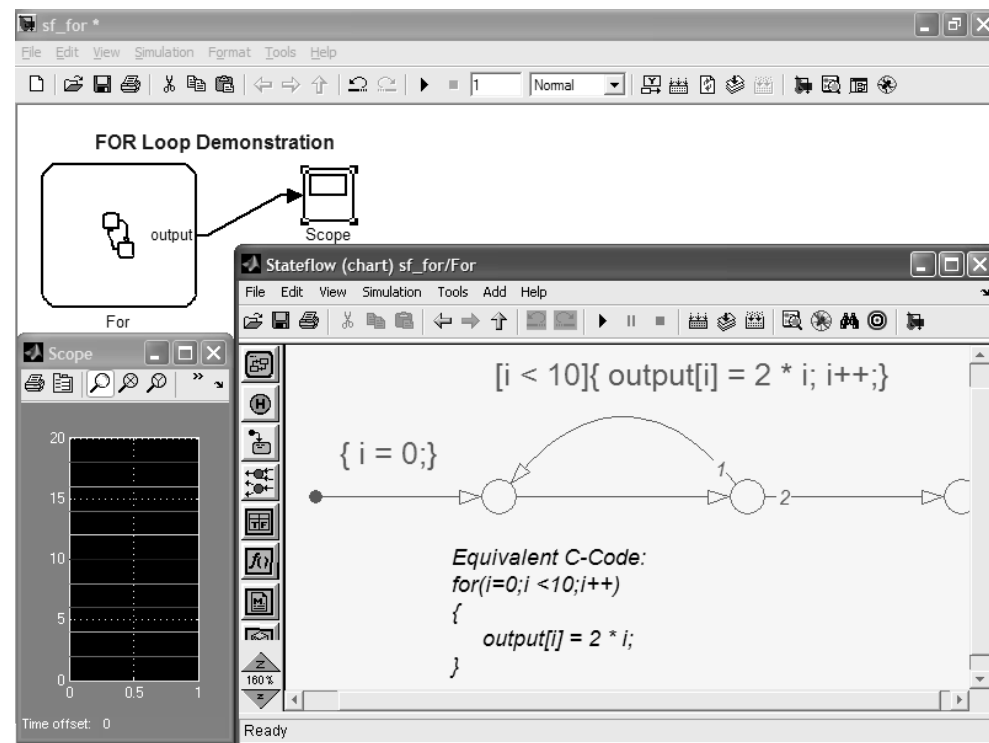 sf_for *
File Edit View Simulation Format Tools Help
1 Normal
FOR Loop Demonstration
output
Scope
For
Stateflow (chart) sf_for/For
File Edit View Simulation Tools Add Help
Scope
»
20
15
10
5
0
0 0.5 1
Time offset: 0
H
TF
f()
M
Z
160%
z
[i < 10]{ output[i] = 2 * i; i++;}
{ i = 0;}
1
2
Equivalent C-Code:
for(i=0;i <10;i++)
{
output[i] = 2 * i;
}
Ready